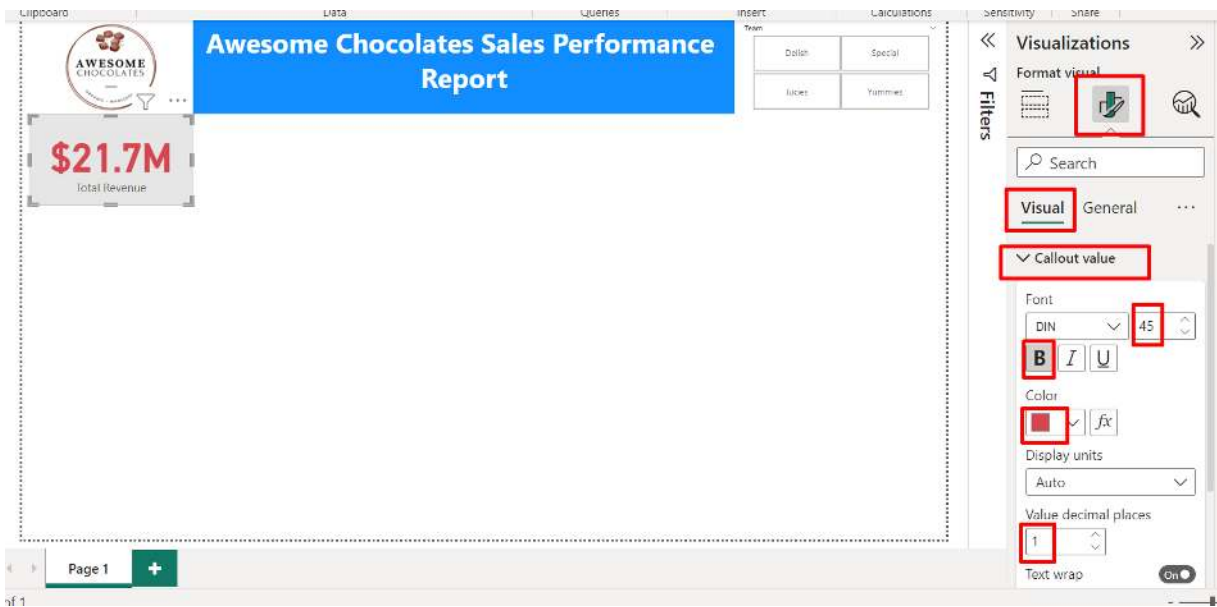 Clipboard
Data
Queries
Insert
Calculations
Sensitivity
Share
AWESOME
CHOCOLATES
Awesome Chocolates Sales Performance
Report
Team
Delish
Special
Jucies
Yummies
$21.7M
Total Revenue
Filters
Visualizations
Format visual
Search
Visual
General
Callout value
Font
DIN
45
B
I
U
Color
fx
Display units
Auto
Value decimal places
1
Text wrap
On
Page 1
of 1